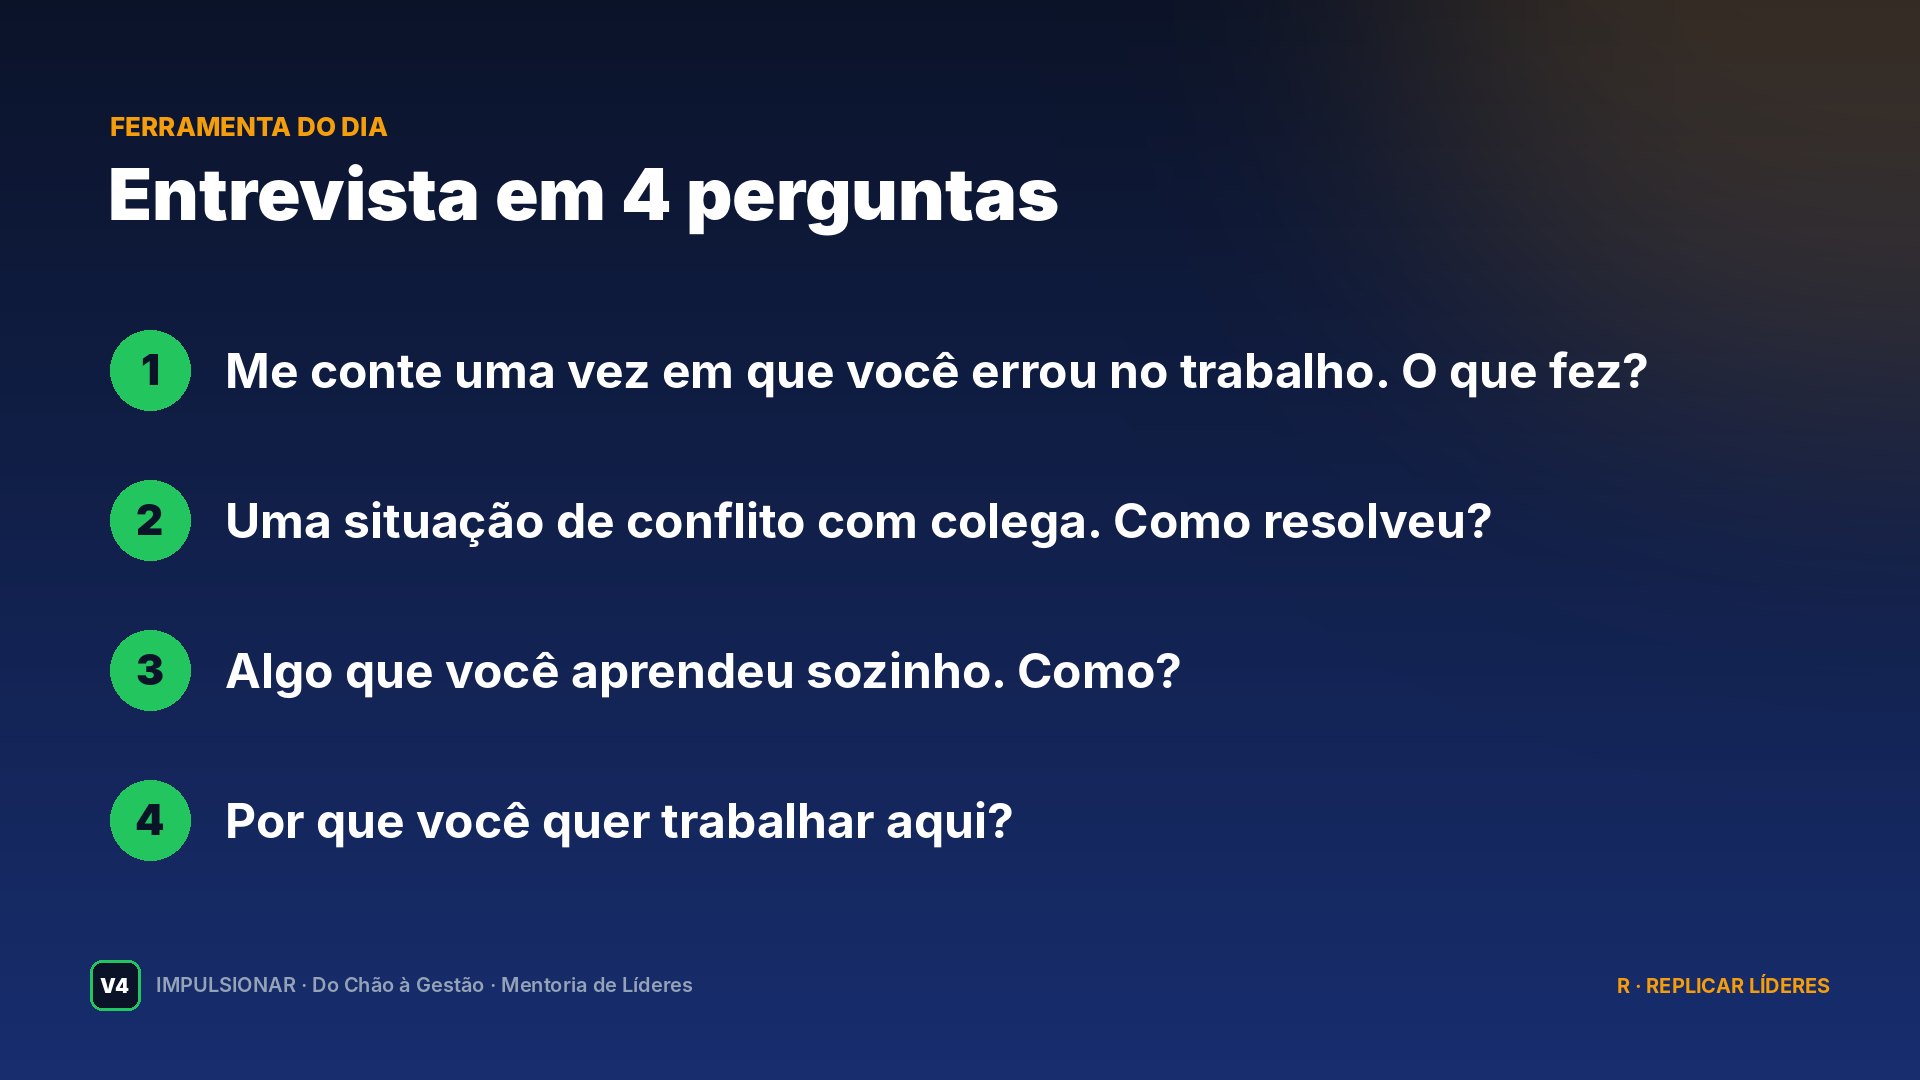 FERRAMENTA DO DIA
Entrevista em 4 perguntas
1 Me conte uma vez em que você errou no trabalho. O que fez?
2 Uma situação de conflito com colega. Como resolveu?
3 Algo que você aprendeu sozinho. Como?
4 Por que você quer trabalhar aqui?
V4 IMPULSIONAR · Do Chão à Gestão · Mentoria de Líderes
R · REPLICAR LÍDERES